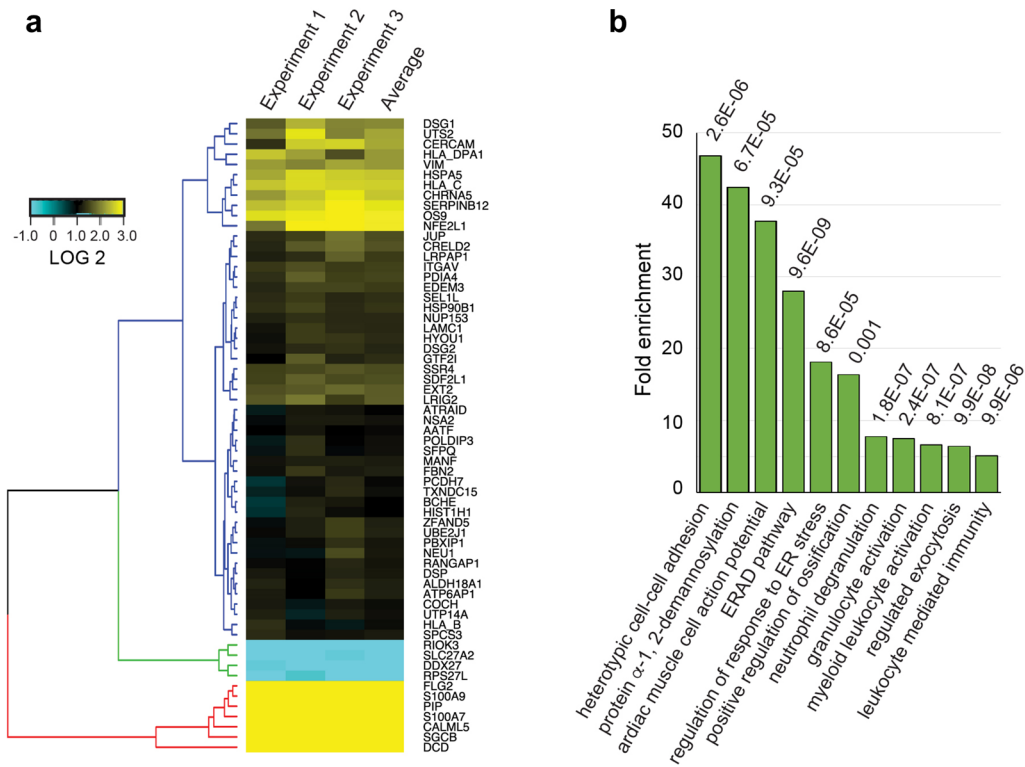 a
b
Experiment 1
Experiment 2
Experiment 3
Average
-1.0 0 1.0 2.0 3.0
LOG 2
DSG1
UTS2
CERCAM
HLA_DPA1
VIM
HSPA5
HLA_C
CHRNA5
SERPINB12
OS9
NFE2L1
JUP
CRELD2
LRPAP1
ITGAV
PDIA4
EDEM3
SEL1L
HSP90B1
NUP153
LAMC1
HYOU1
DSG2
GTF2I
SSR4
SDF2L1
EXT2
LRIG2
ATRAID
NSA2
AATF
POLDIP3
SFPQ
MANF
FBN2
PCDH7
TXNDC15
BCHE
HIST1H1
ZFAND5
UBE2J1
PBXIP1
NEU1
RANGAP1
DSP
ALDH18A1
ATP6AP1
COCH
UTP14A
HLA_B
SPCS3
RIOK3
SLC27A2
DDX27
RPS27L
FLG2
S100A9
PIP
S100A7
CALML5
SGCB
DCD
Fold enrichment
50
40
30
20
10
0
2.6E-06
6.7E-05
9.3E-05
9.6E-09
8.6E-05
0.001
1.8E-07
2.4E-07
8.1E-07
9.9E-08
9.9E-06
heterotypic cell-cell adhesion
protein α-1, 2-demannosylation
ardiac muscle cell action potential
ERAD pathway
regulation of response to ER stress
positive regulation of ossification
neutrophil degranulation
granulocyte activation
myeloid leukocyte activation
regulated exocytosis
leukocyte mediated immunity